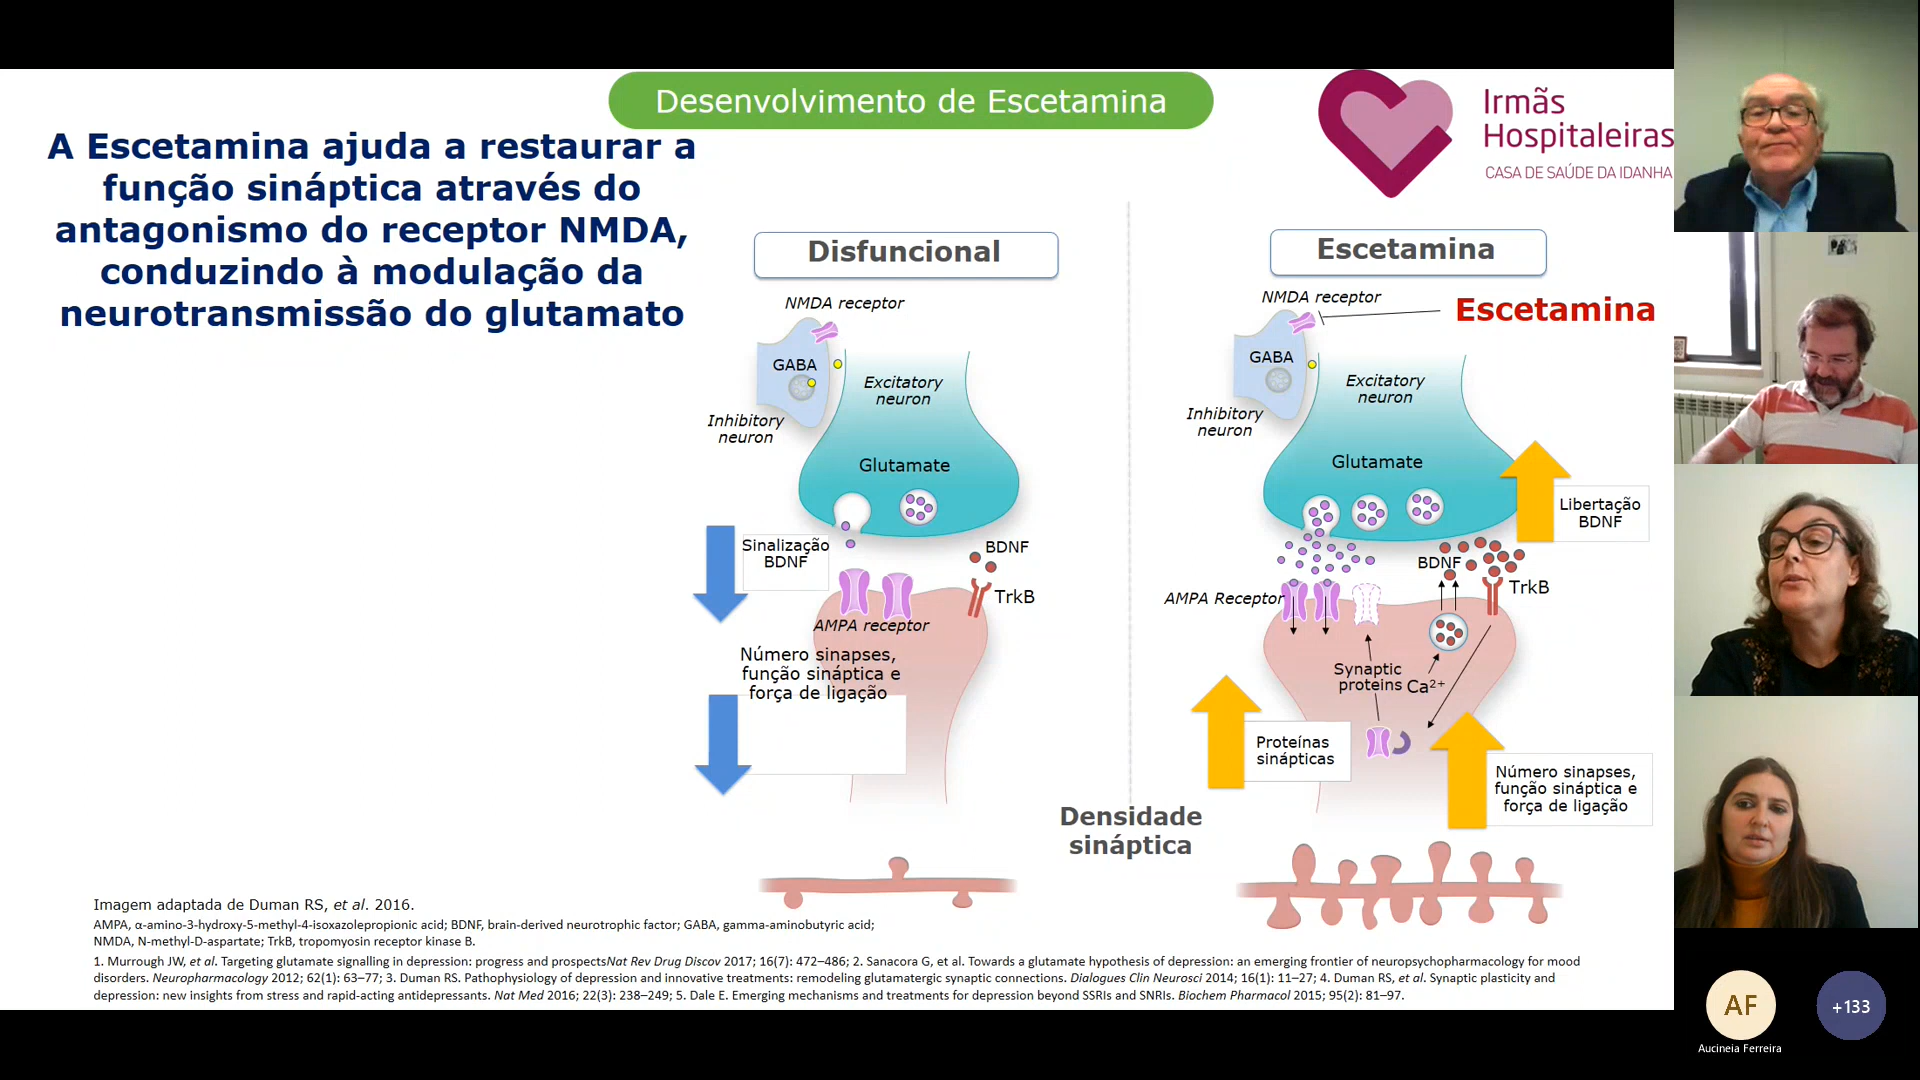 Desenvolvimento de Escetamina
Irmãs
Hospitaleiras
CASA DE SAÚDE DA IDANHA
A Escetamina ajuda a restaurar a
função sináptica através do
antagonismo do receptor NMDA,
conduzindo à modulação da
neurotransmissão do glutamato
Disfuncional
NMDA receptor
GABA
Excitatory
neuron
Inhibitory
neuron
Glutamate
Sinalização
BDNF
BDNF
TrkB
AMPA receptor
Número sinapses,
função sináptica e
força de ligação
Escetamina
NMDA receptor
Escetamina
GABA
Excitatory
neuron
Inhibitory
neuron
Glutamate
Libertação
BDNF
BDNF
TrkB
AMPA Receptor
Synaptic
proteins
Ca²⁺
Proteínas
sinápticas
Número sinapses,
função sináptica e
força de ligação
Densidade
sináptica
Imagem adaptada de Duman RS, et al. 2016.
AMPA, α-amino-3-hydroxy-5-methyl-4-isoxazolepropionic acid; BDNF, brain-derived neurotrophic factor; GABA, gamma-aminobutyric acid;
NMDA, N-methyl-D-aspartate; TrkB, tropomyosin receptor kinase B.
1. Murrough JW, et al. Targeting glutamate signalling in depression: progress and prospectsNat Rev Drug Discov 2017; 16(7): 472–486; 2. Sanacora G, et al. Towards a glutamate hypothesis of depression: an emerging frontier of neuropsychopharmacology for mood
disorders. Neuropharmacology 2012; 62(1): 63–77; 3. Duman RS. Pathophysiology of depression and innovative treatments: remodeling glutamatergic synaptic connections. Dialogues Clin Neurosci 2014; 16(1): 11–27; 4. Duman RS, et al. Synaptic plasticity and
depression: new insights from stress and rapid-acting antidepressants. Nat Med 2016; 22(3): 238–249; 5. Dale E. Emerging mechanisms and treatments for depression beyond SSRIs and SNRIs. Biochem Pharmacol 2015; 95(2): 81–97.
AF
+133
Aucineia Ferreira